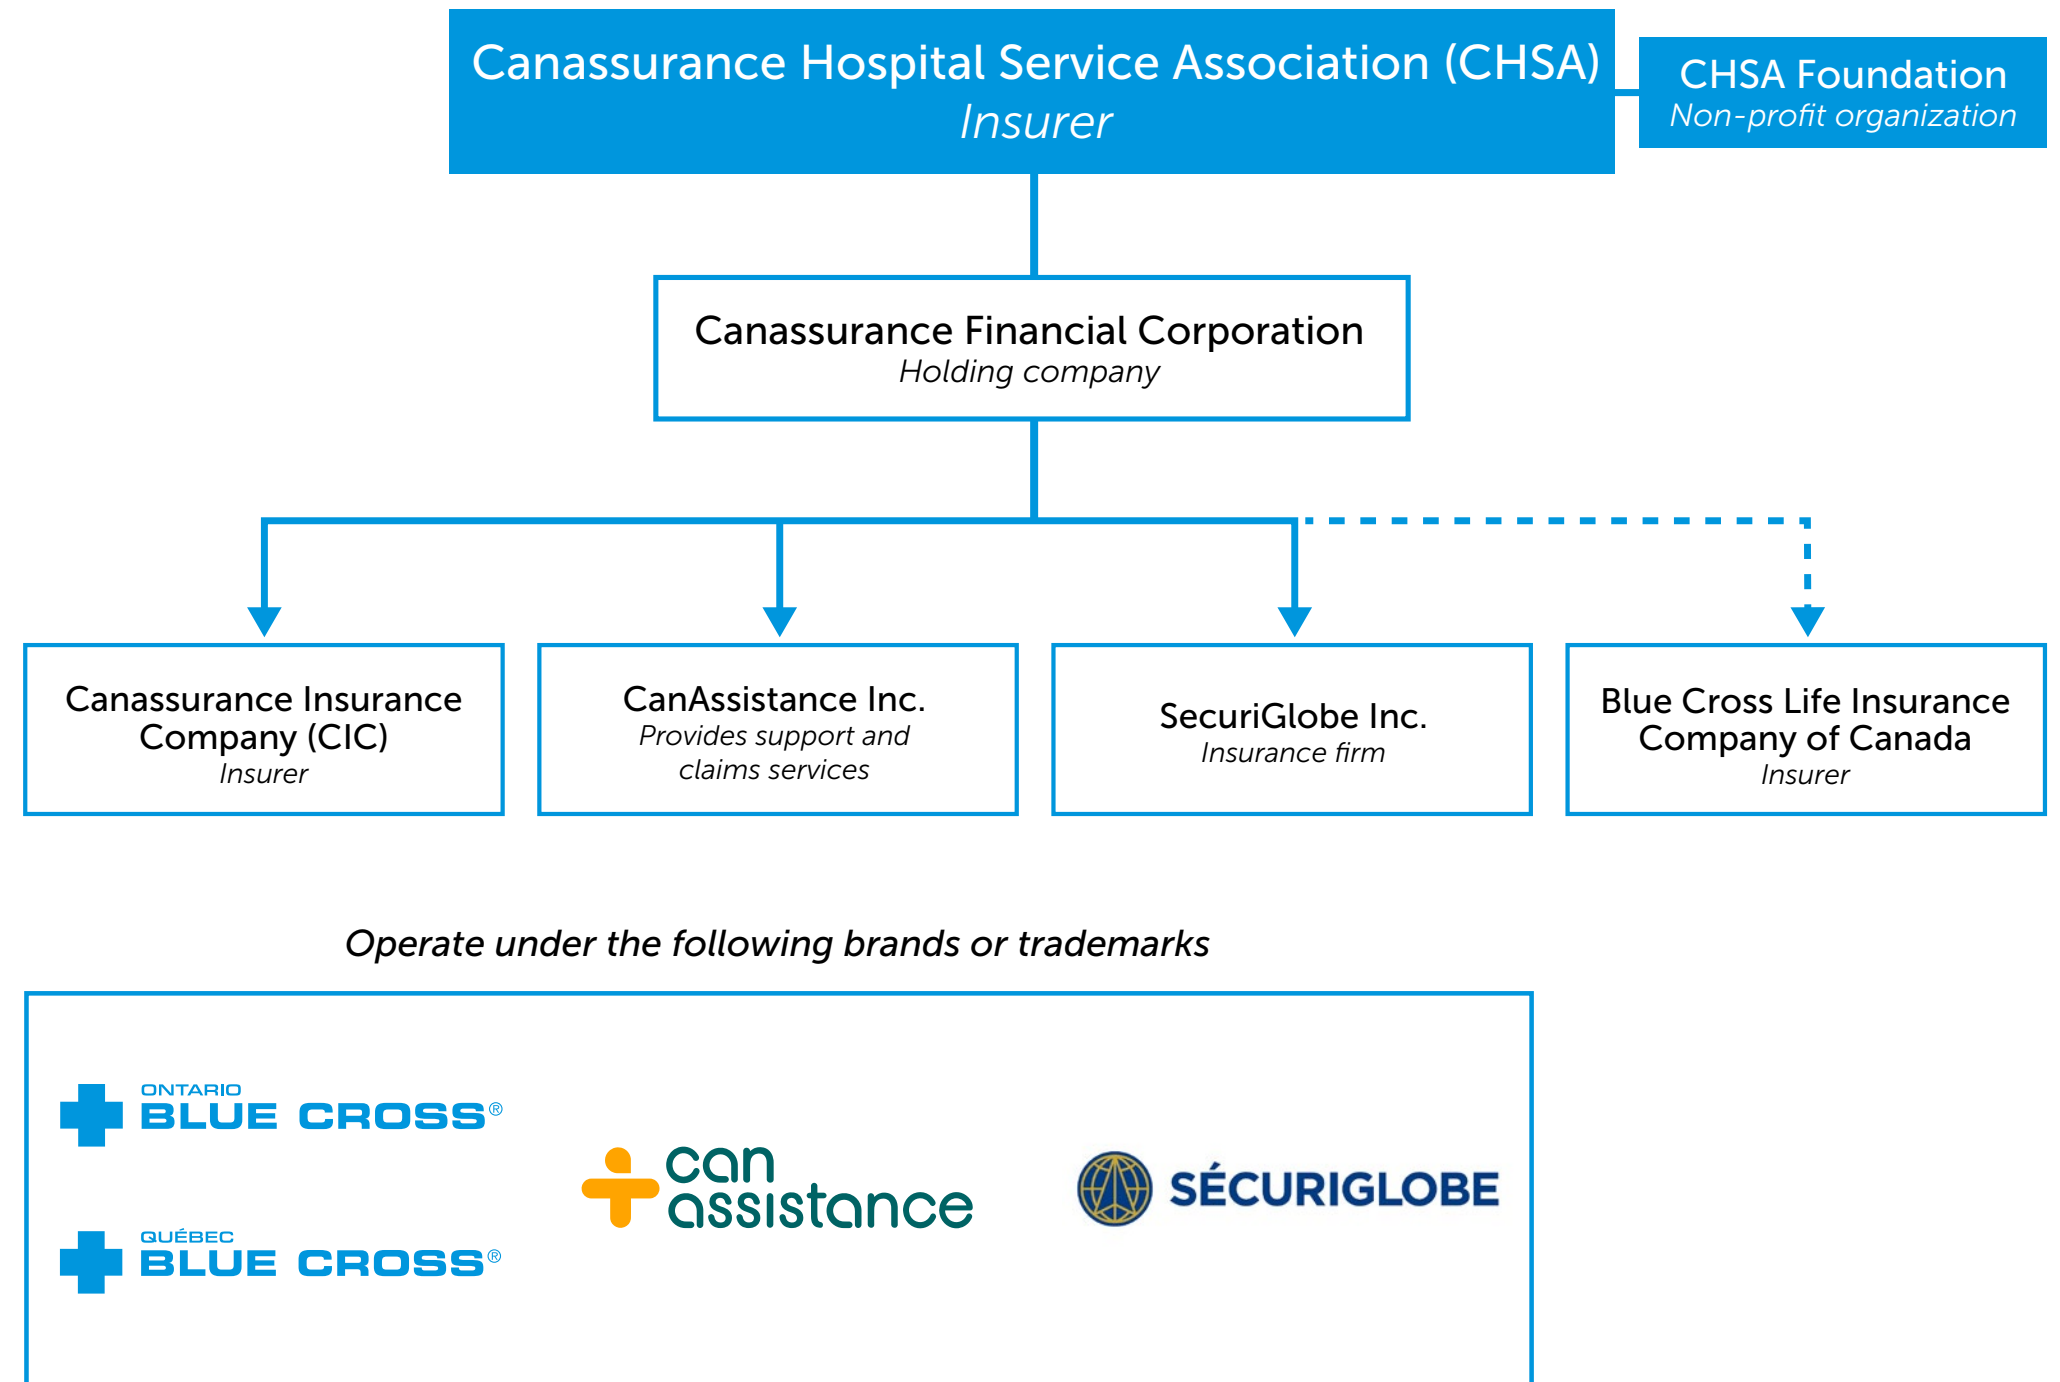 Canassurance Hospital Service Association (CHSA)
Insurer
CHSA Foundation
Non-profit organization
Canassurance Financial Corporation
Holding company
Canassurance Insurance
Company (CIC)
Insurer
CanAssistance Inc.
Provides support and
claims services
SecuriGlobe Inc.
Insurance firm
Blue Cross Life Insurance
Company of Canada
Insurer
Operate under the following brands or trademarks
ONTARIO
BLUE CROSS®
QUÉBEC
BLUE CROSS®
can
assistance
SÉCURIGLOBE